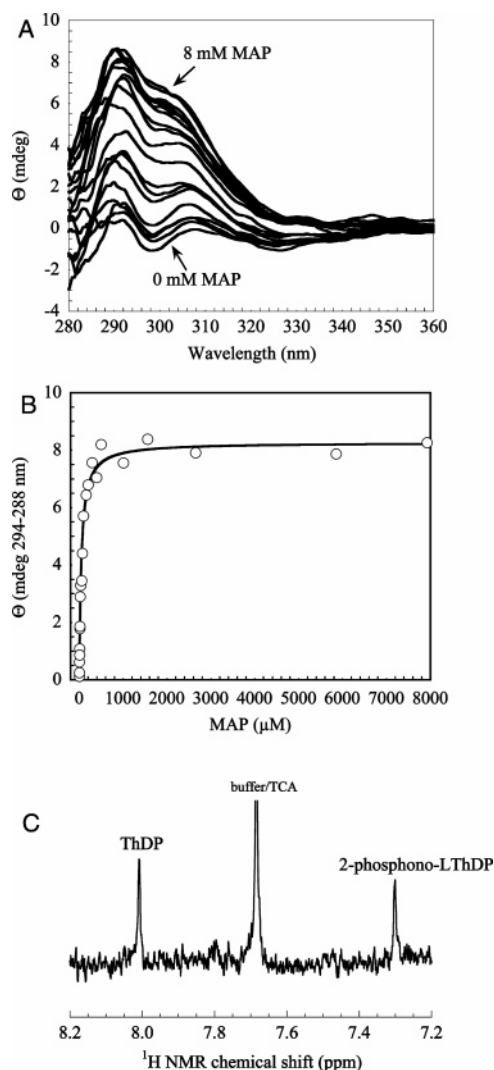 A
10
8
6
4
2
0
-2
-4
Θ (mdeg)
8 mM MAP
0 mM MAP
280 290 300 310 320 330 340 350 360
Wavelength (nm)
B
10
8
6
4
2
0
Θ (mdeg 294-288 nm)
0 1000 2000 3000 4000 5000 6000 7000 8000
MAP (µM)
C
buffer/TCA
ThDP
2-phosphono-LThDP
8.2 8.0 7.8 7.6 7.4 7.2
¹H NMR chemical shift (ppm)